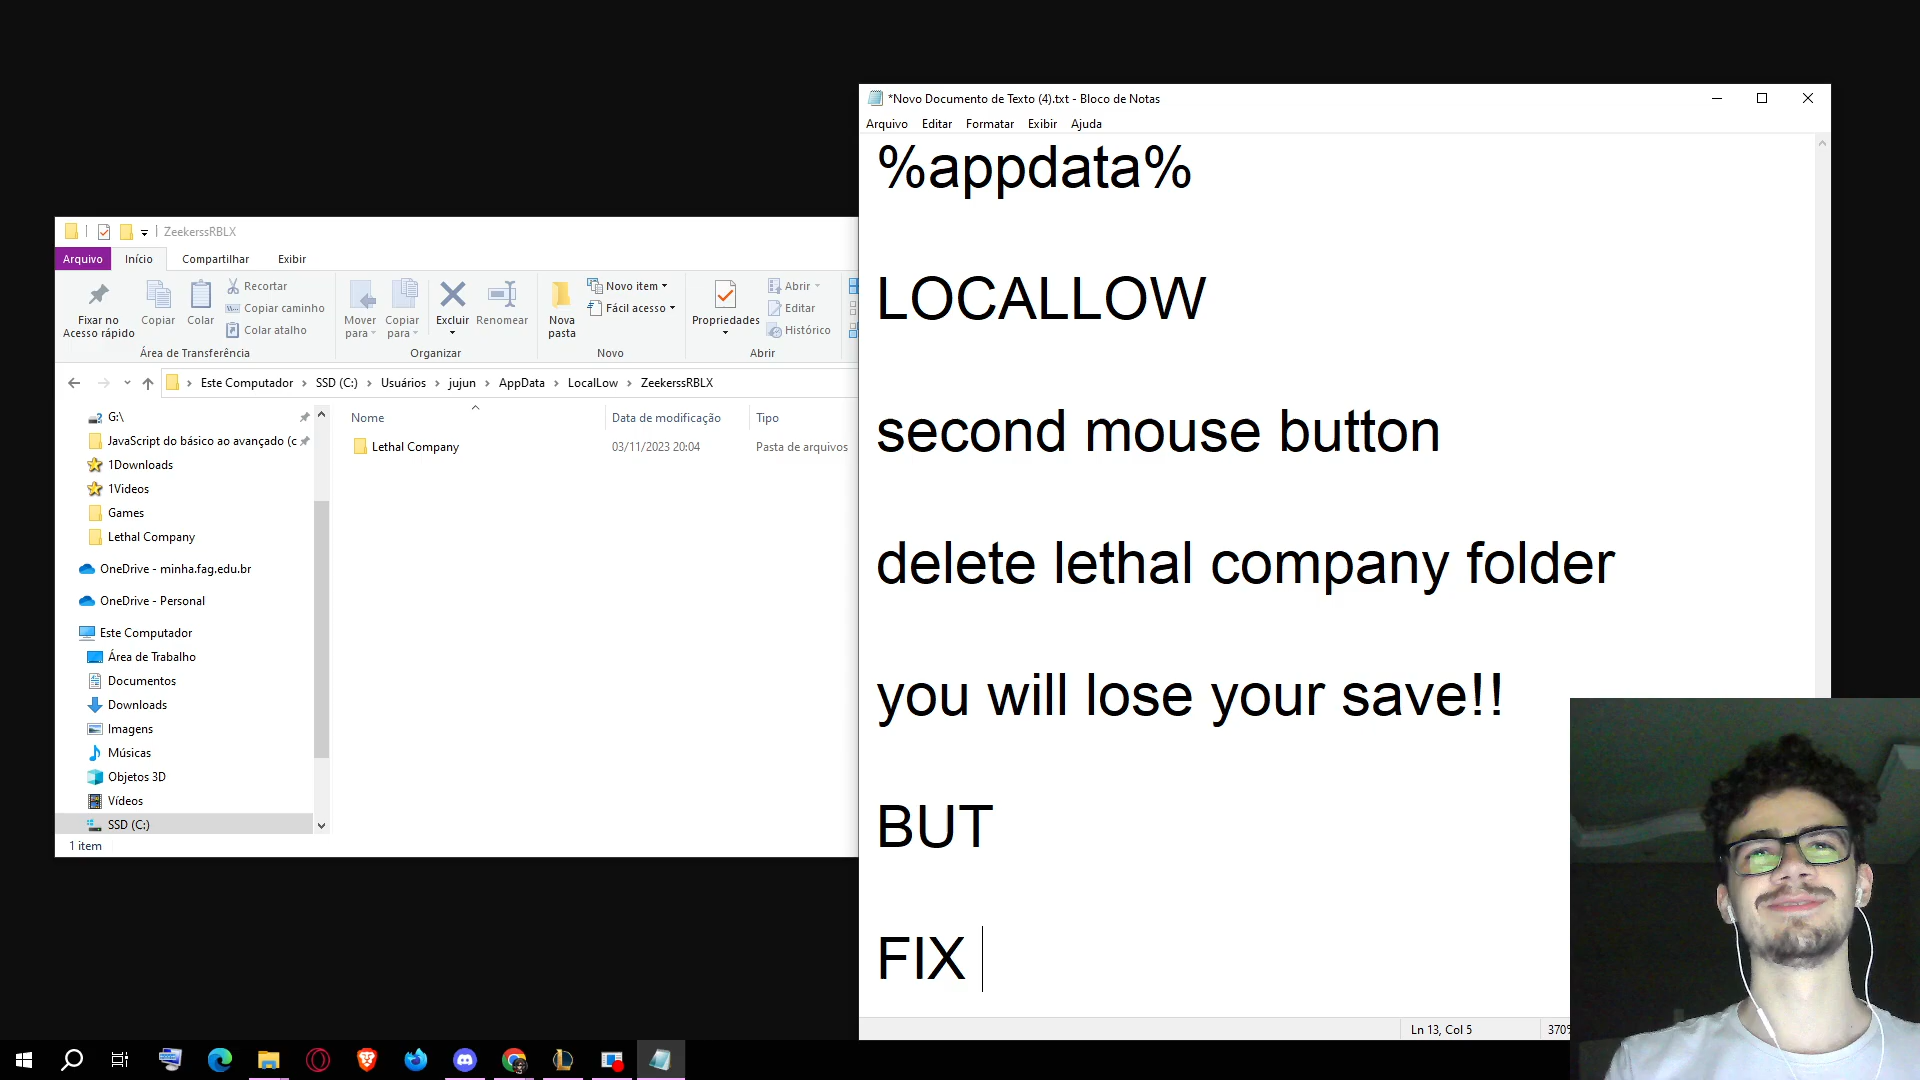 *Novo Documento de Texto (4).txt - Bloco de Notas
Arquivo Editar Formatar Exibir Ajuda
%appdata%
LOCALLOW
second mouse button
delete lethal company folder
you will lose your save!!
BUT
FIX
Ln 13, Col 5
370%
ZeekerssRBLX
Arquivo Início Compartilhar Exibir
Fixar no
Acesso rápido
Copiar
Colar
Recortar
Copiar caminho
Colar atalho
Área de Transferência
Mover
para
Copiar
para
Excluir
Renomear
Organizar
Nova
pasta
Novo item
Fácil acesso
Novo
Propriedades
Abrir
Editar
Histórico
Abrir
Este Computador SSD (C:) Usuários jujun AppData LocalLow ZeekerssRBLX
G:\
JavaScript do básico ao avançado (c
1Downloads
1Videos
Games
Lethal Company
OneDrive - minha.fag.edu.br
OneDrive - Personal
Este Computador
Área de Trabalho
Documentos
Downloads
Imagens
Músicas
Objetos 3D
Vídeos
SSD (C:)
Nome Data de modificação Tipo
Lethal Company 03/11/2023 20:04 Pasta de arquivos
1 item